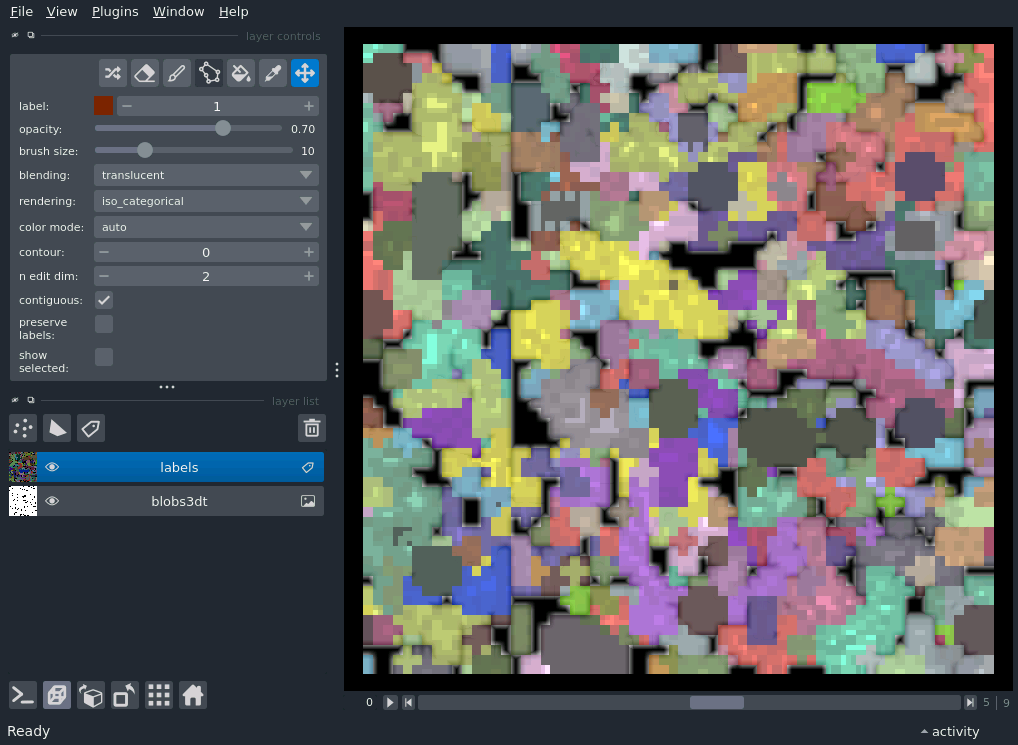 File View Plugins Window Help
layer controls
label: 1
opacity: 0.70
brush size: 10
blending: translucent
rendering: iso_categorical
color mode: auto
contour: 0
n edit dim: 2
contiguous:
preserve
labels:
show
selected:
layer list
labels
blobs3dt
0 5 9
Ready activity